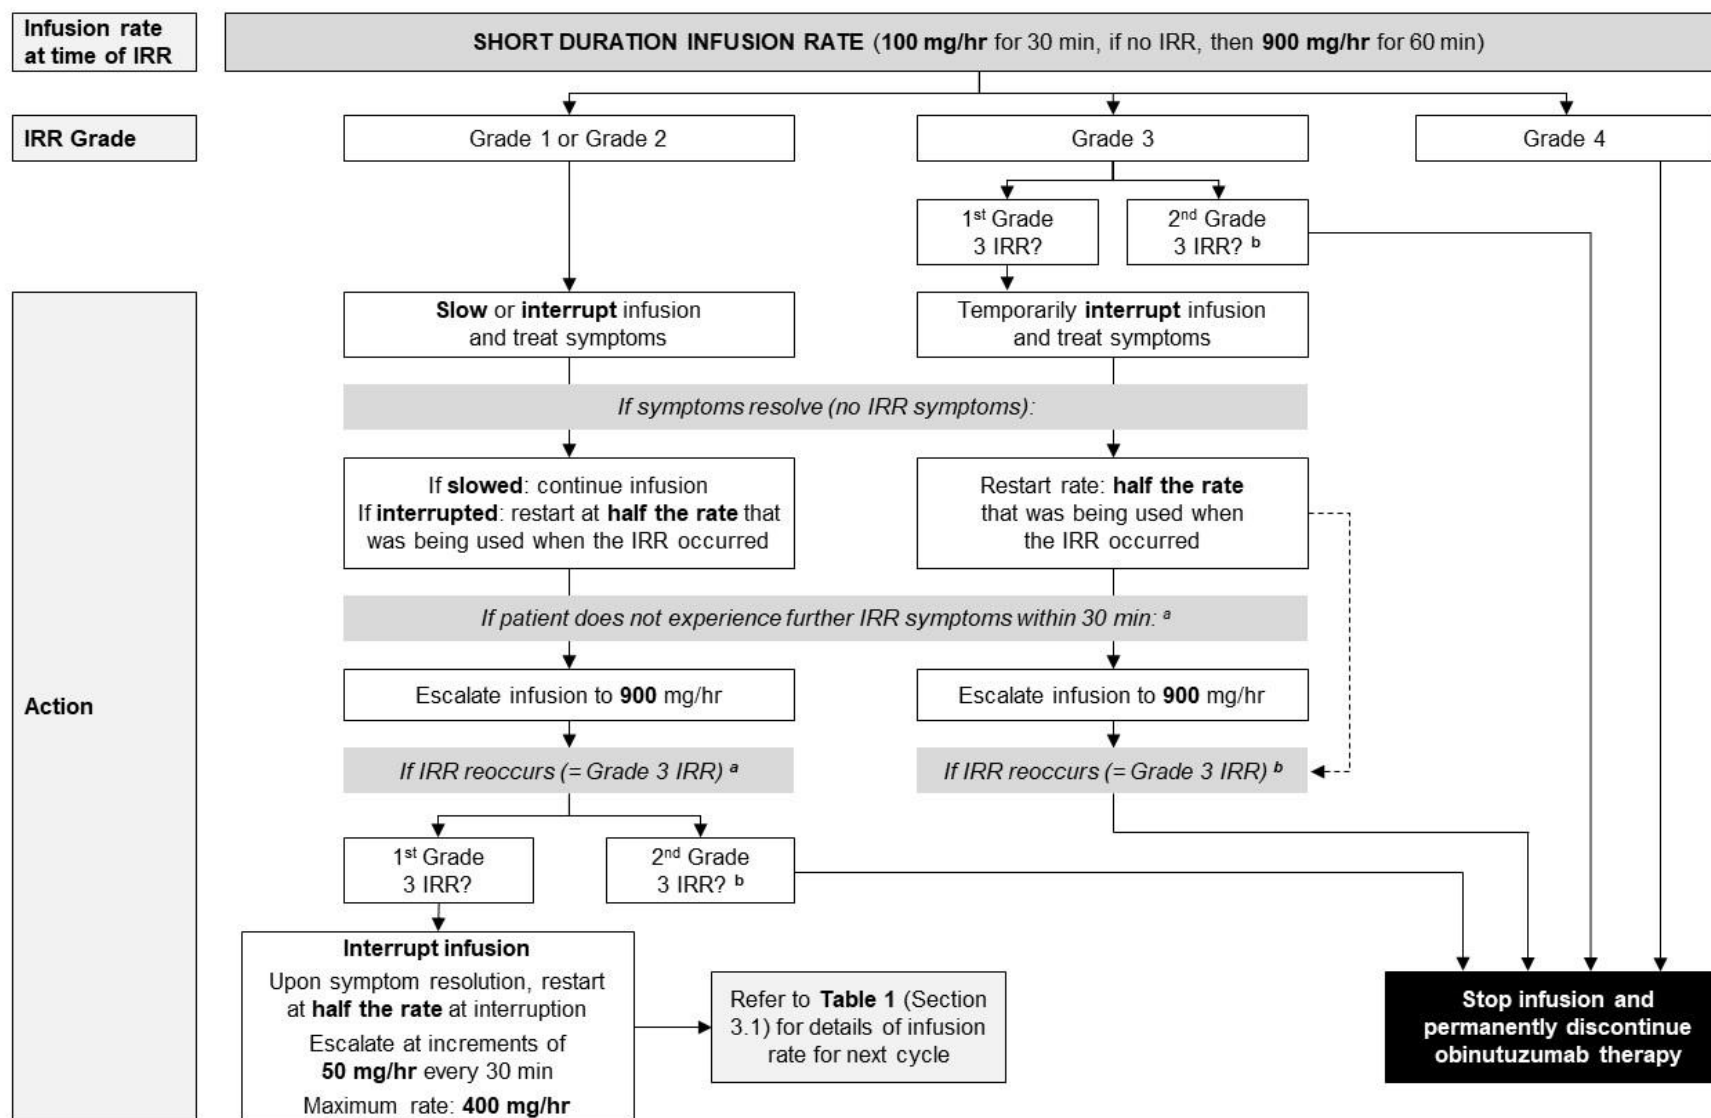 Infusion rate
at time of IRR
SHORT DURATION INFUSION RATE (100 mg/hr for 30 min, if no IRR, then 900 mg/hr for 60 min)
IRR Grade
Grade 1 or Grade 2
Grade 3
Grade 4
1st Grade
3 IRR?
2nd Grade
3 IRR? b
Action
Slow or interrupt infusion
and treat symptoms
Temporarily interrupt infusion
and treat symptoms
If symptoms resolve (no IRR symptoms):
If slowed: continue infusion
If interrupted: restart at half the rate that
was being used when the IRR occurred
Restart rate: half the rate
that was being used when
the IRR occurred
If patient does not experience further IRR symptoms within 30 min: a
Escalate infusion to 900 mg/hr
Escalate infusion to 900 mg/hr
If IRR reoccurs (= Grade 3 IRR) a
If IRR reoccurs (= Grade 3 IRR) b
1st Grade
3 IRR?
2nd Grade
3 IRR? b
Interrupt infusion
Upon symptom resolution, restart
at half the rate at interruption
Escalate at increments of
50 mg/hr every 30 min
Maximum rate: 400 mg/hr
Refer to Table 1 (Section
3.1) for details of infusion
rate for next cycle
Stop infusion and
permanently discontinue
obinutuzumab therapy